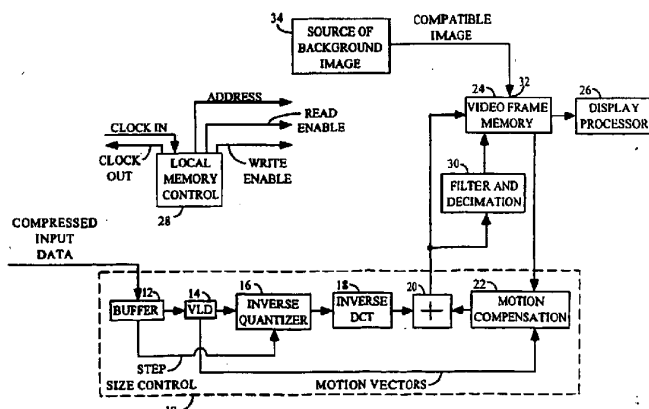 34
SOURCE OF
BACKGROUND
IMAGE
COMPATIBLE
IMAGE
24
32
VIDEO FRAME
MEMORY
26
DISPLAY
PROCESSOR
ADDRESS
READ
ENABLE
CLOCK IN
CLOCK
OUT
LOCAL
MEMORY
CONTROL
WRITE
ENABLE
28
30
FILTER AND
DECIMATION
COMPRESSED
INPUT
DATA
12
BUFFER
14
VLD
16
INVERSE
QUANTIZER
18
INVERSE
DCT
20
+
22
MOTION
COMPENSATION
STEP
SIZE CONTROL
MOTION VECTORS